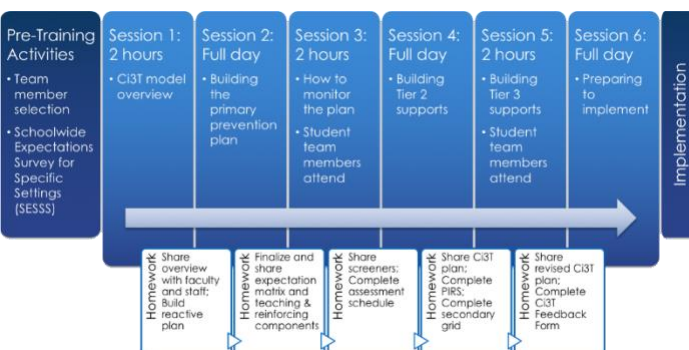 Pre-Training
Activities
• Team
member
selection
• Schoolwide
Expectations
Survey for
Specific
Settings
(SESSS)
Session 1:
2 hours
• Ci3T model
overview
Session 2:
Full day
• Building
the
primary
prevention
plan
Session 3:
2 hours
• How to
monitor
the plan
• Student
team
members
attend
Session 4:
Full day
• Building
Tier 2
supports
Session 5:
2 hours
• Building
Tier 3
supports
• Student
team
members
attend
Session 6:
Full day
• Preparing
to
implement
Implementation
Homework
Share
overview
with faculty
and staff;
Build
reactive
plan
Homework
Finalize and
share
expectation
matrix and
teaching &
reinforcing
components
Homework
Share
screeners;
Complete
assessment
schedule
Homework
Share Ci3T
plan;
Complete
PIRS;
Complete
secondary
grid
Homework
Share
revised Ci3T
plan;
Complete
Ci3T
Feedback
Form